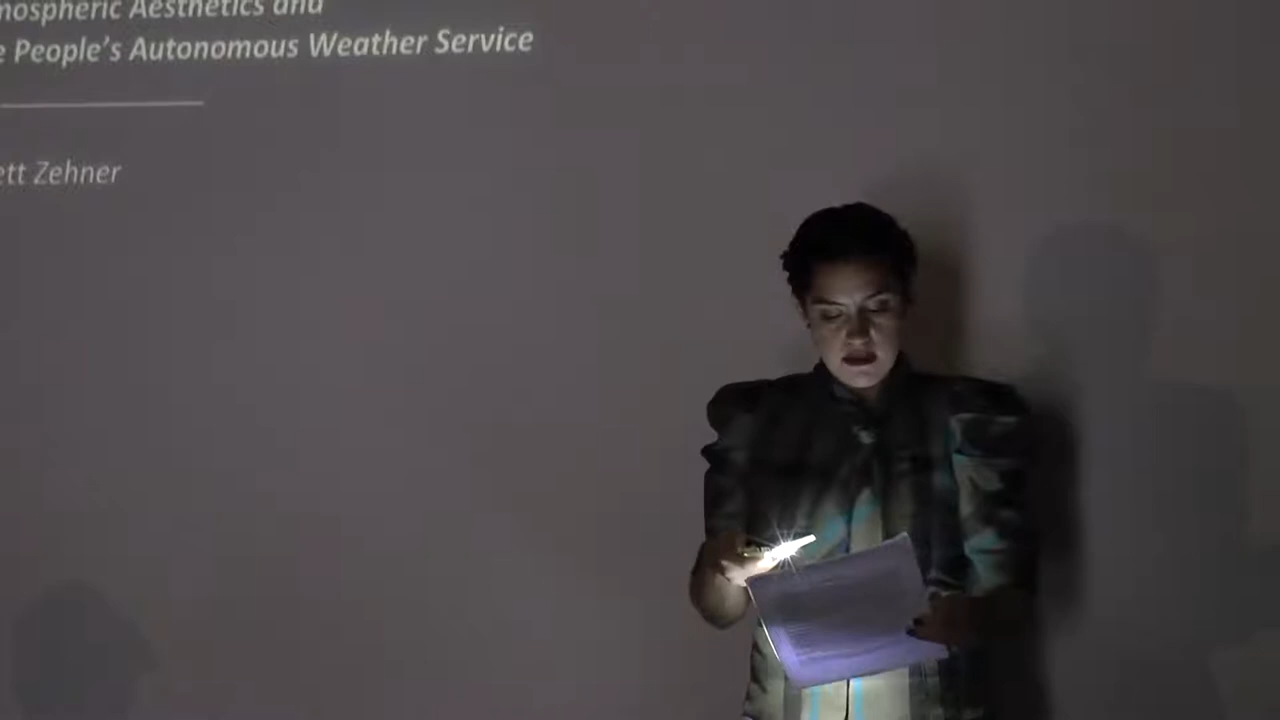 nospheric Aesthetics and
e People's Autonomous Weather Service
ett Zehner